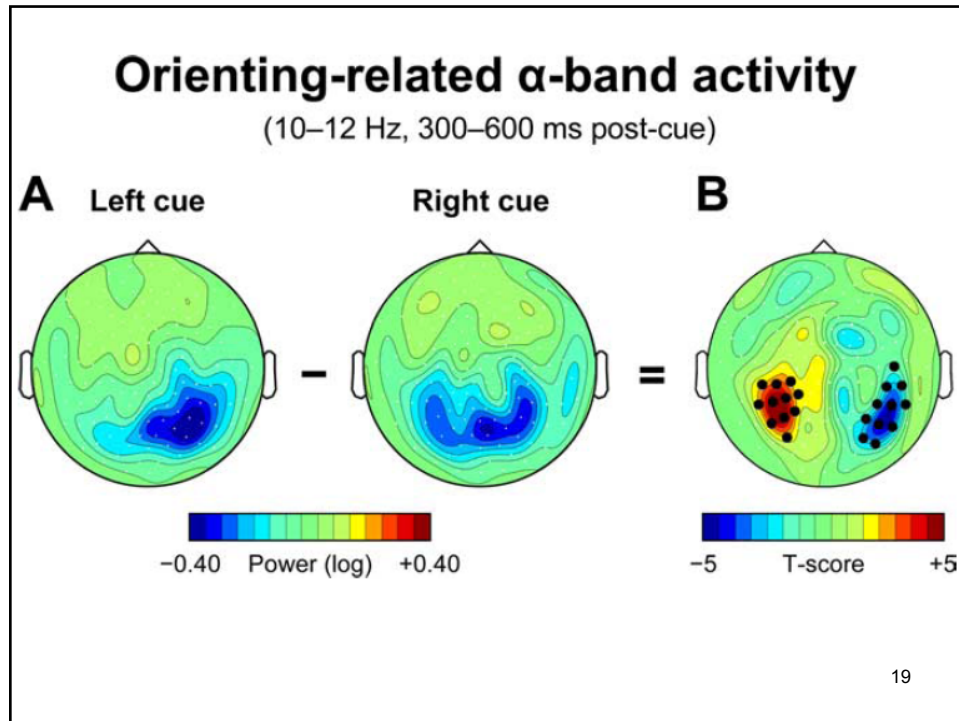 Orienting-related α-band activity
(10–12 Hz, 300–600 ms post-cue)
A Left cue Right cue B
− =
−0.40 Power (log) +0.40 −5 T-score +5
19